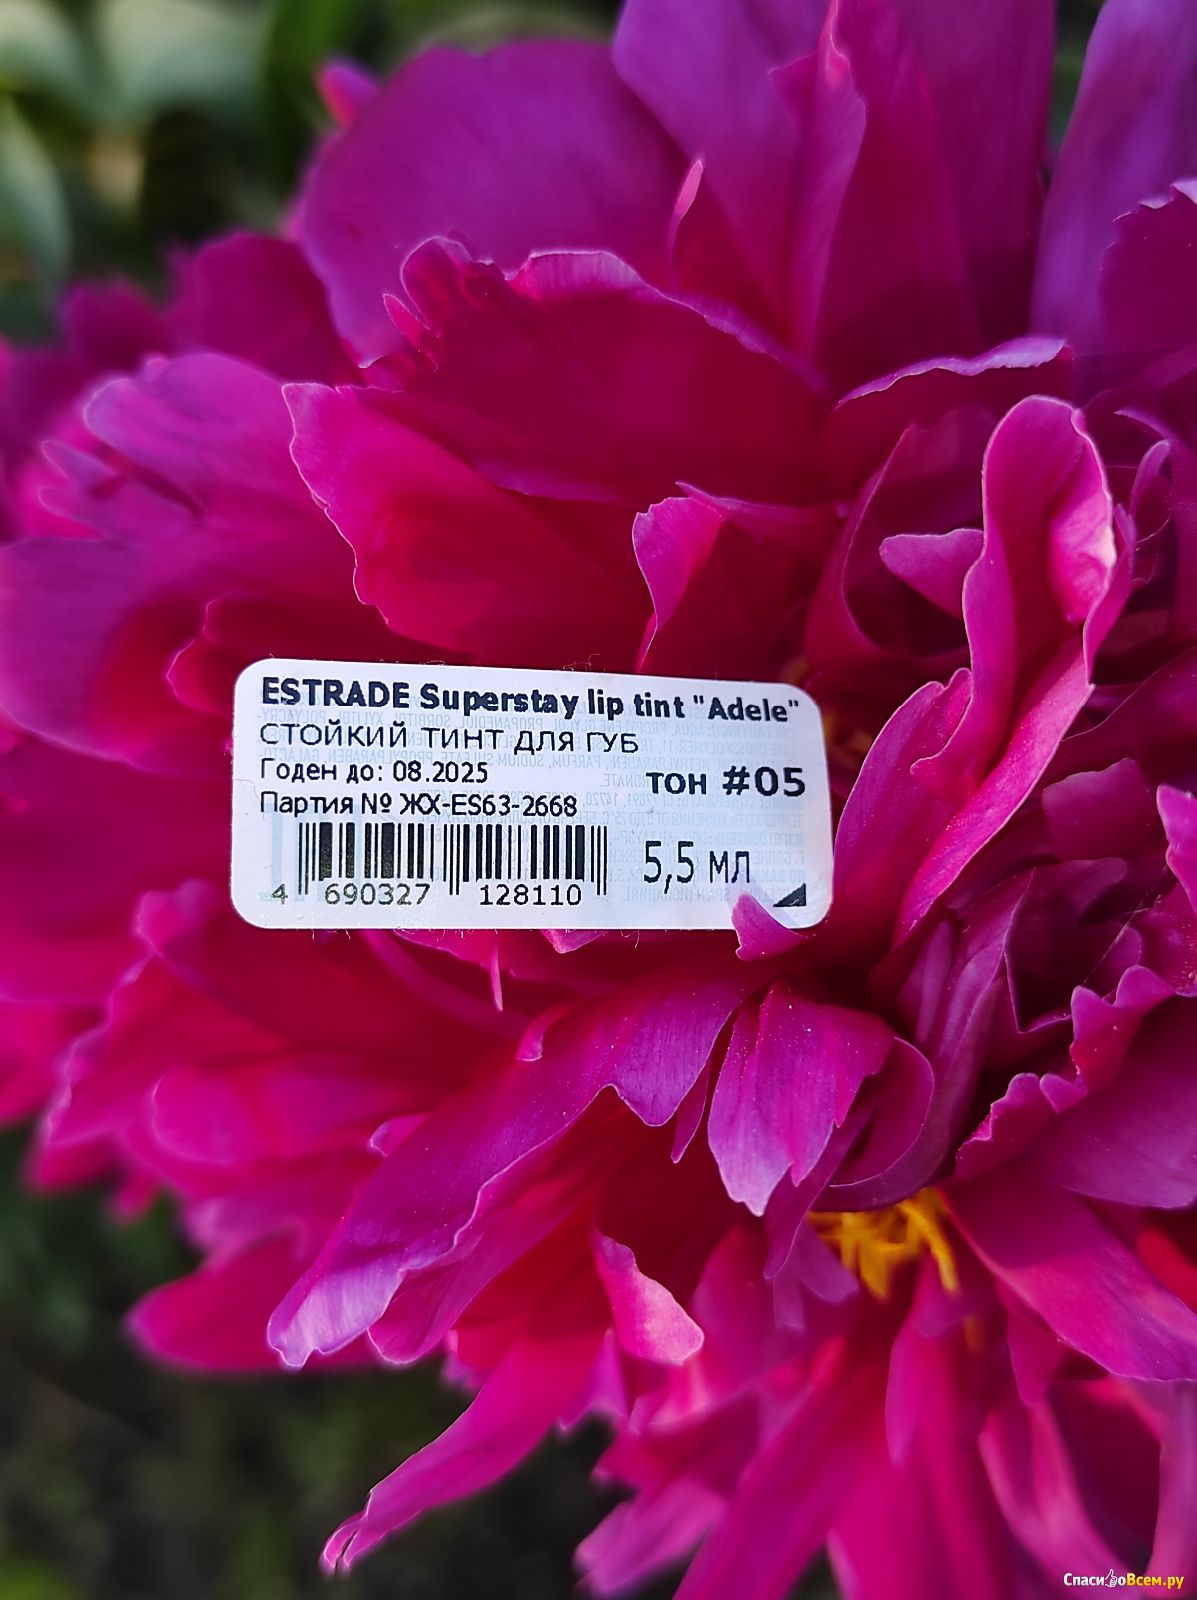 ESTRADE Superstay lip tint "Adele"
СТОЙКИЙ ТИНТ ДЛЯ ГУБ
Годен до: 08.2025
тон #05
Партия № ЖХ-ES63-2668
5,5 мл
4 690327 128110
СпасиБоВсем.ру